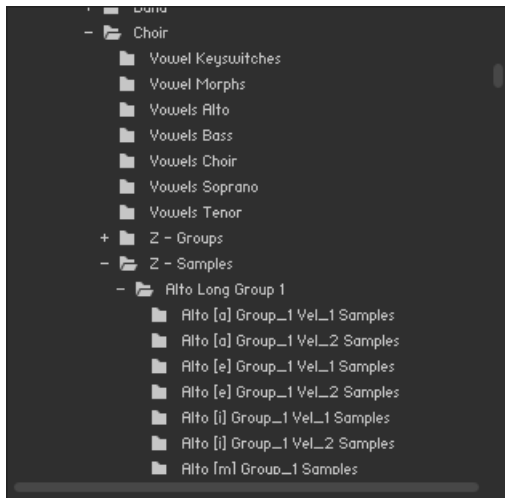 + Band
- Choir
Vowel Keyswitches
Vowel Morphs
Vowels Alto
Vowels Bass
Vowels Choir
Vowels Soprano
Vowels Tenor
+ Z - Groups
- Z - Samples
- Alto Long Group 1
Alto [a] Group_1 Vel_1 Samples
Alto [a] Group_1 Vel_2 Samples
Alto [e] Group_1 Vel_1 Samples
Alto [e] Group_1 Vel_2 Samples
Alto [i] Group_1 Vel_1 Samples
Alto [i] Group_1 Vel_2 Samples
Alto [m] Group_1 Samples